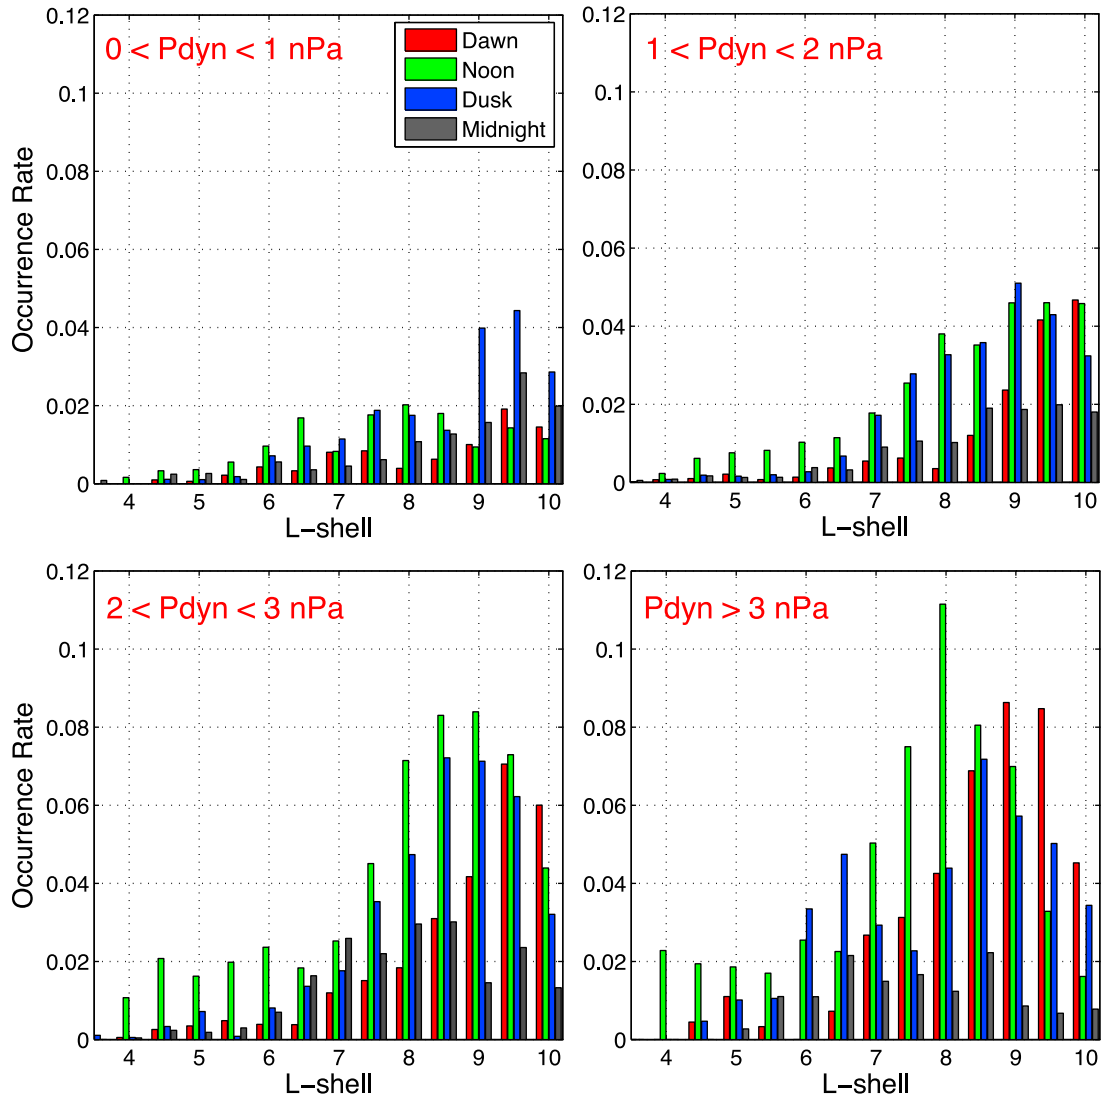 0 < Pdyn < 1 nPa
Dawn
Noon
Dusk
Midnight
0.12
0.1
0.08
0.06
0.04
0.02
0
Occurrence Rate
4 5 6 7 8 9 10
L-shell
1 < Pdyn < 2 nPa
0.12
0.1
0.08
0.06
0.04
0.02
0
4 5 6 7 8 9 10
L-shell
2 < Pdyn < 3 nPa
0.12
0.1
0.08
0.06
0.04
0.02
0
Occurrence Rate
4 5 6 7 8 9 10
L-shell
Pdyn > 3 nPa
0.12
0.1
0.08
0.06
0.04
0.02
0
4 5 6 7 8 9 10
L-shell